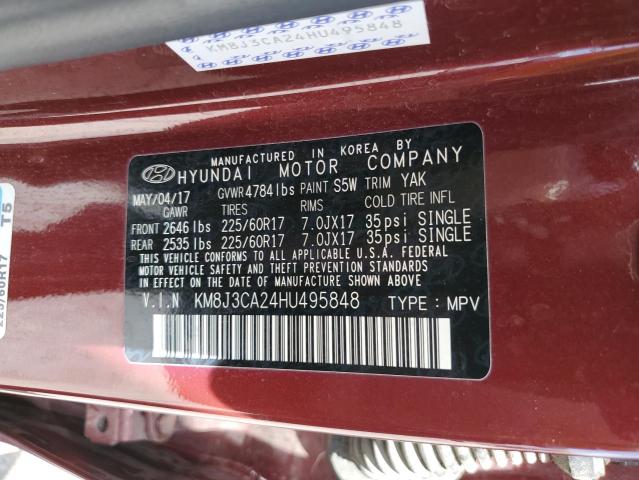 KM8J3CA24HU495848
MANUFACTURED IN KOREA BY
HYUNDAI MOTOR COMPANY
MAY/04/17 GVWR 4784 lbs PAINT S5W TRIM YAK
GAWR TIRES RIMS COLD TIRE INFL
FRONT 2646 lbs 225/60R17 7.0JX17 35psi SINGLE
REAR 2535 lbs 225/60R17 7.0JX17 35psi SINGLE
THIS VEHICLE CONFORMS TO ALL APPLICABLE U.S.A. FEDERAL
MOTOR VEHICLE SAFETY, BUMPER, AND THEFT PREVENTION STANDARDS
IN EFFECT ON THE DATE OF MANUFACTURE SHOWN ABOVE
V.I.N KM8J3CA24HU495848 TYPE : MPV
225/60R17 T5